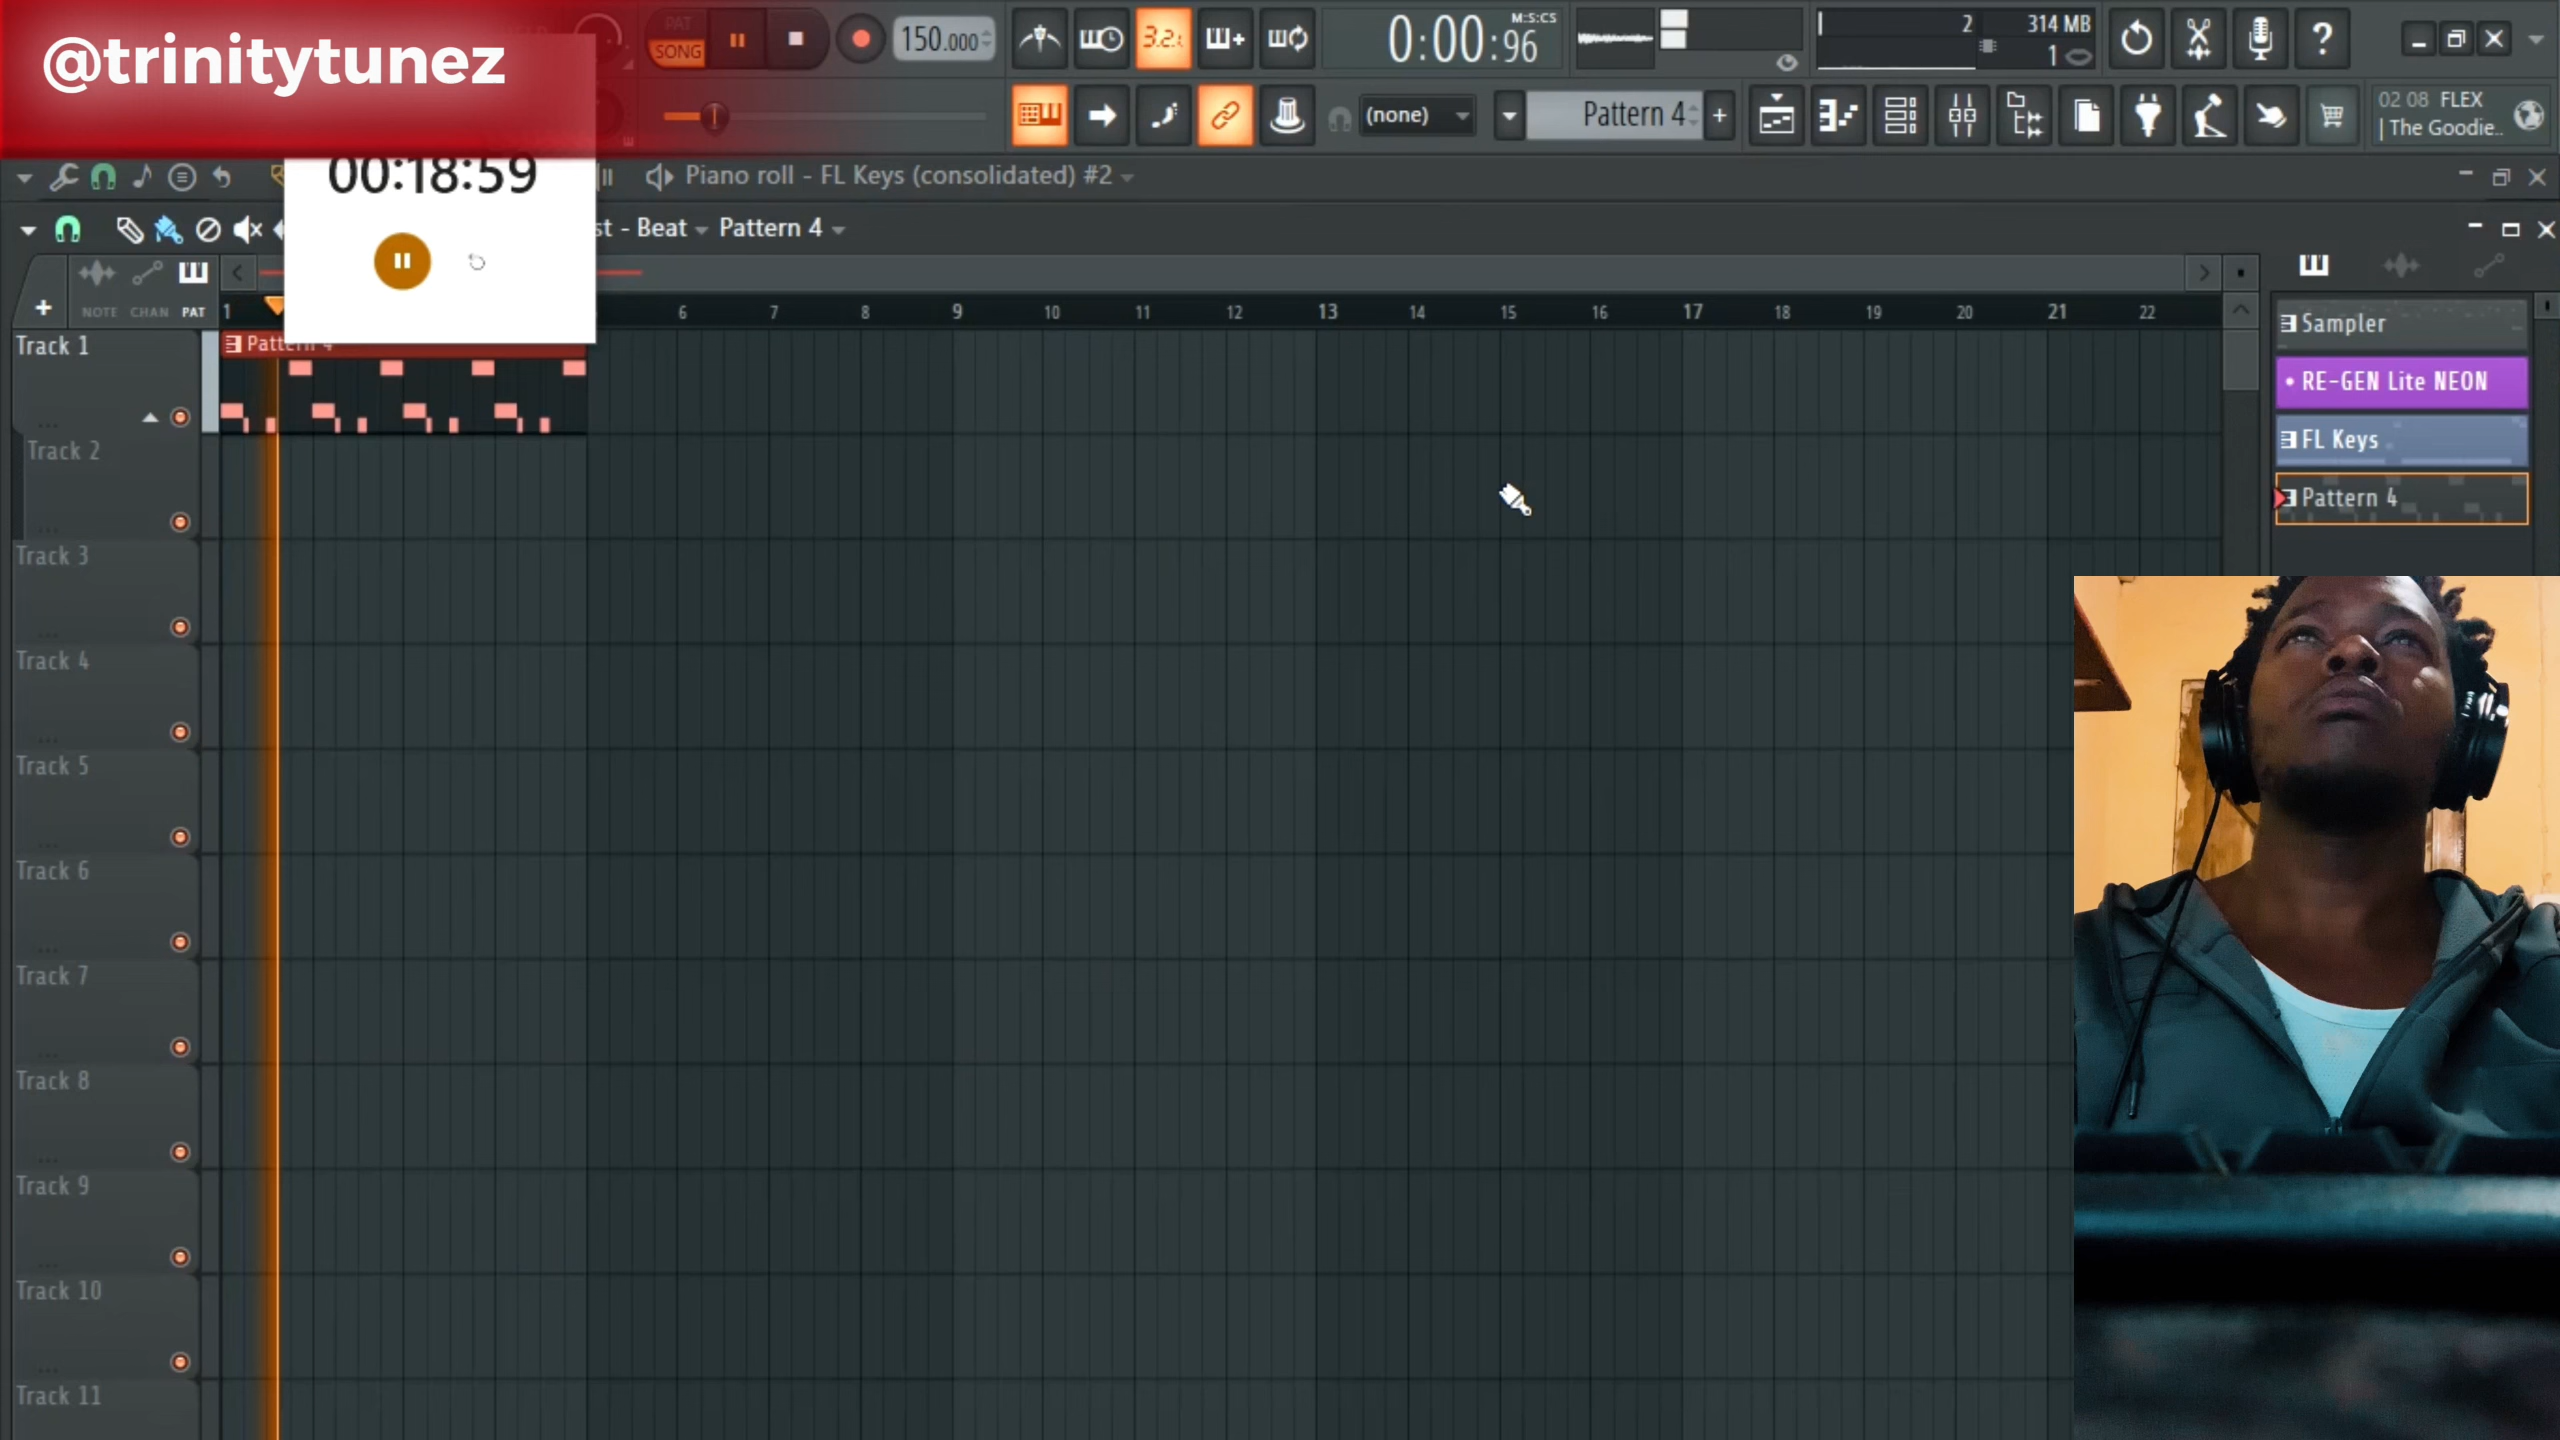 @trinitytunez
PAT
SONG
150.000
3.2.
0:00:96
M:S:CS
2
314 MB
1
?
(none)
Pattern 4
+
02 08 FLEX
| The Goodie..
00:18:59
Piano roll - FL Keys (consolidated) #2
st - Beat
Pattern 4
NOTE CHAN PAT
1 6 7 8 9 10 11 12 13 14 15 16 17 18 19 20 21 22
Track 1
Track 2
Track 3
Track 4
Track 5
Track 6
Track 7
Track 8
Track 9
Track 10
Track 11
Sampler
RE-GEN Lite NEON
FL Keys
Pattern 4